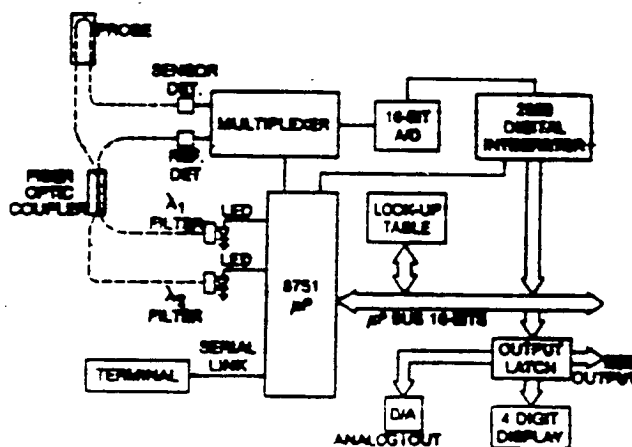 PROBE
SENSOR
DET.
MULTIPLEXER
16-BIT
A/D
DIGITAL
INTEGRATOR
REF.
DET
FIBER
OPTIC
COUPLER
λ1
FILTER
LED
LED
λ2
FILTER
8751
μP
LOOK-UP
TABLE
μP BUS 16-BITS
SERIAL
LINK
TERMINAL
OUTPUT
LATCH
OUTPUT
D/A
ANALOG OUT
4 DIGIT
DISPLAY